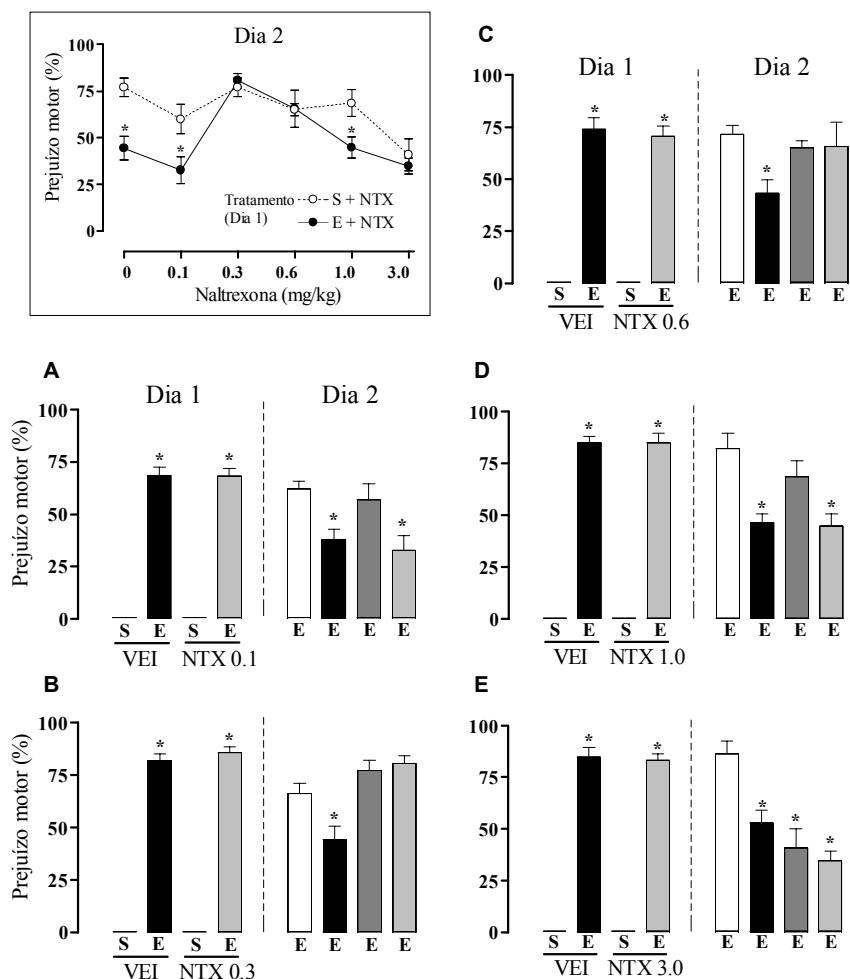 Dia 2
Prejuízo motor (%)
100
75
50
25
0
*
*
*
Tratamento
(Dia 1)
S + NTX
E + NTX
0 0.1 0.3 0.6 1.0 3.0
Naltrexona (mg/kg)
C
Dia 1 Dia 2
100
75
50
25
0
* * *
S E S E E E E E
VEI NTX 0.6
A
Dia 1 Dia 2
Prejuízo motor (%)
100
75
50
25
0
* * * *
S E S E E E E E
VEI NTX 0.1
D
100
75
50
25
0
* * * *
S E S E E E E E
VEI NTX 1.0
B
Prejuízo motor (%)
100
75
50
25
0
* * *
S E S E E E E E
VEI NTX 0.3
E
100
75
50
25
0
* * * * *
S E S E E E E E
VEI NTX 3.0